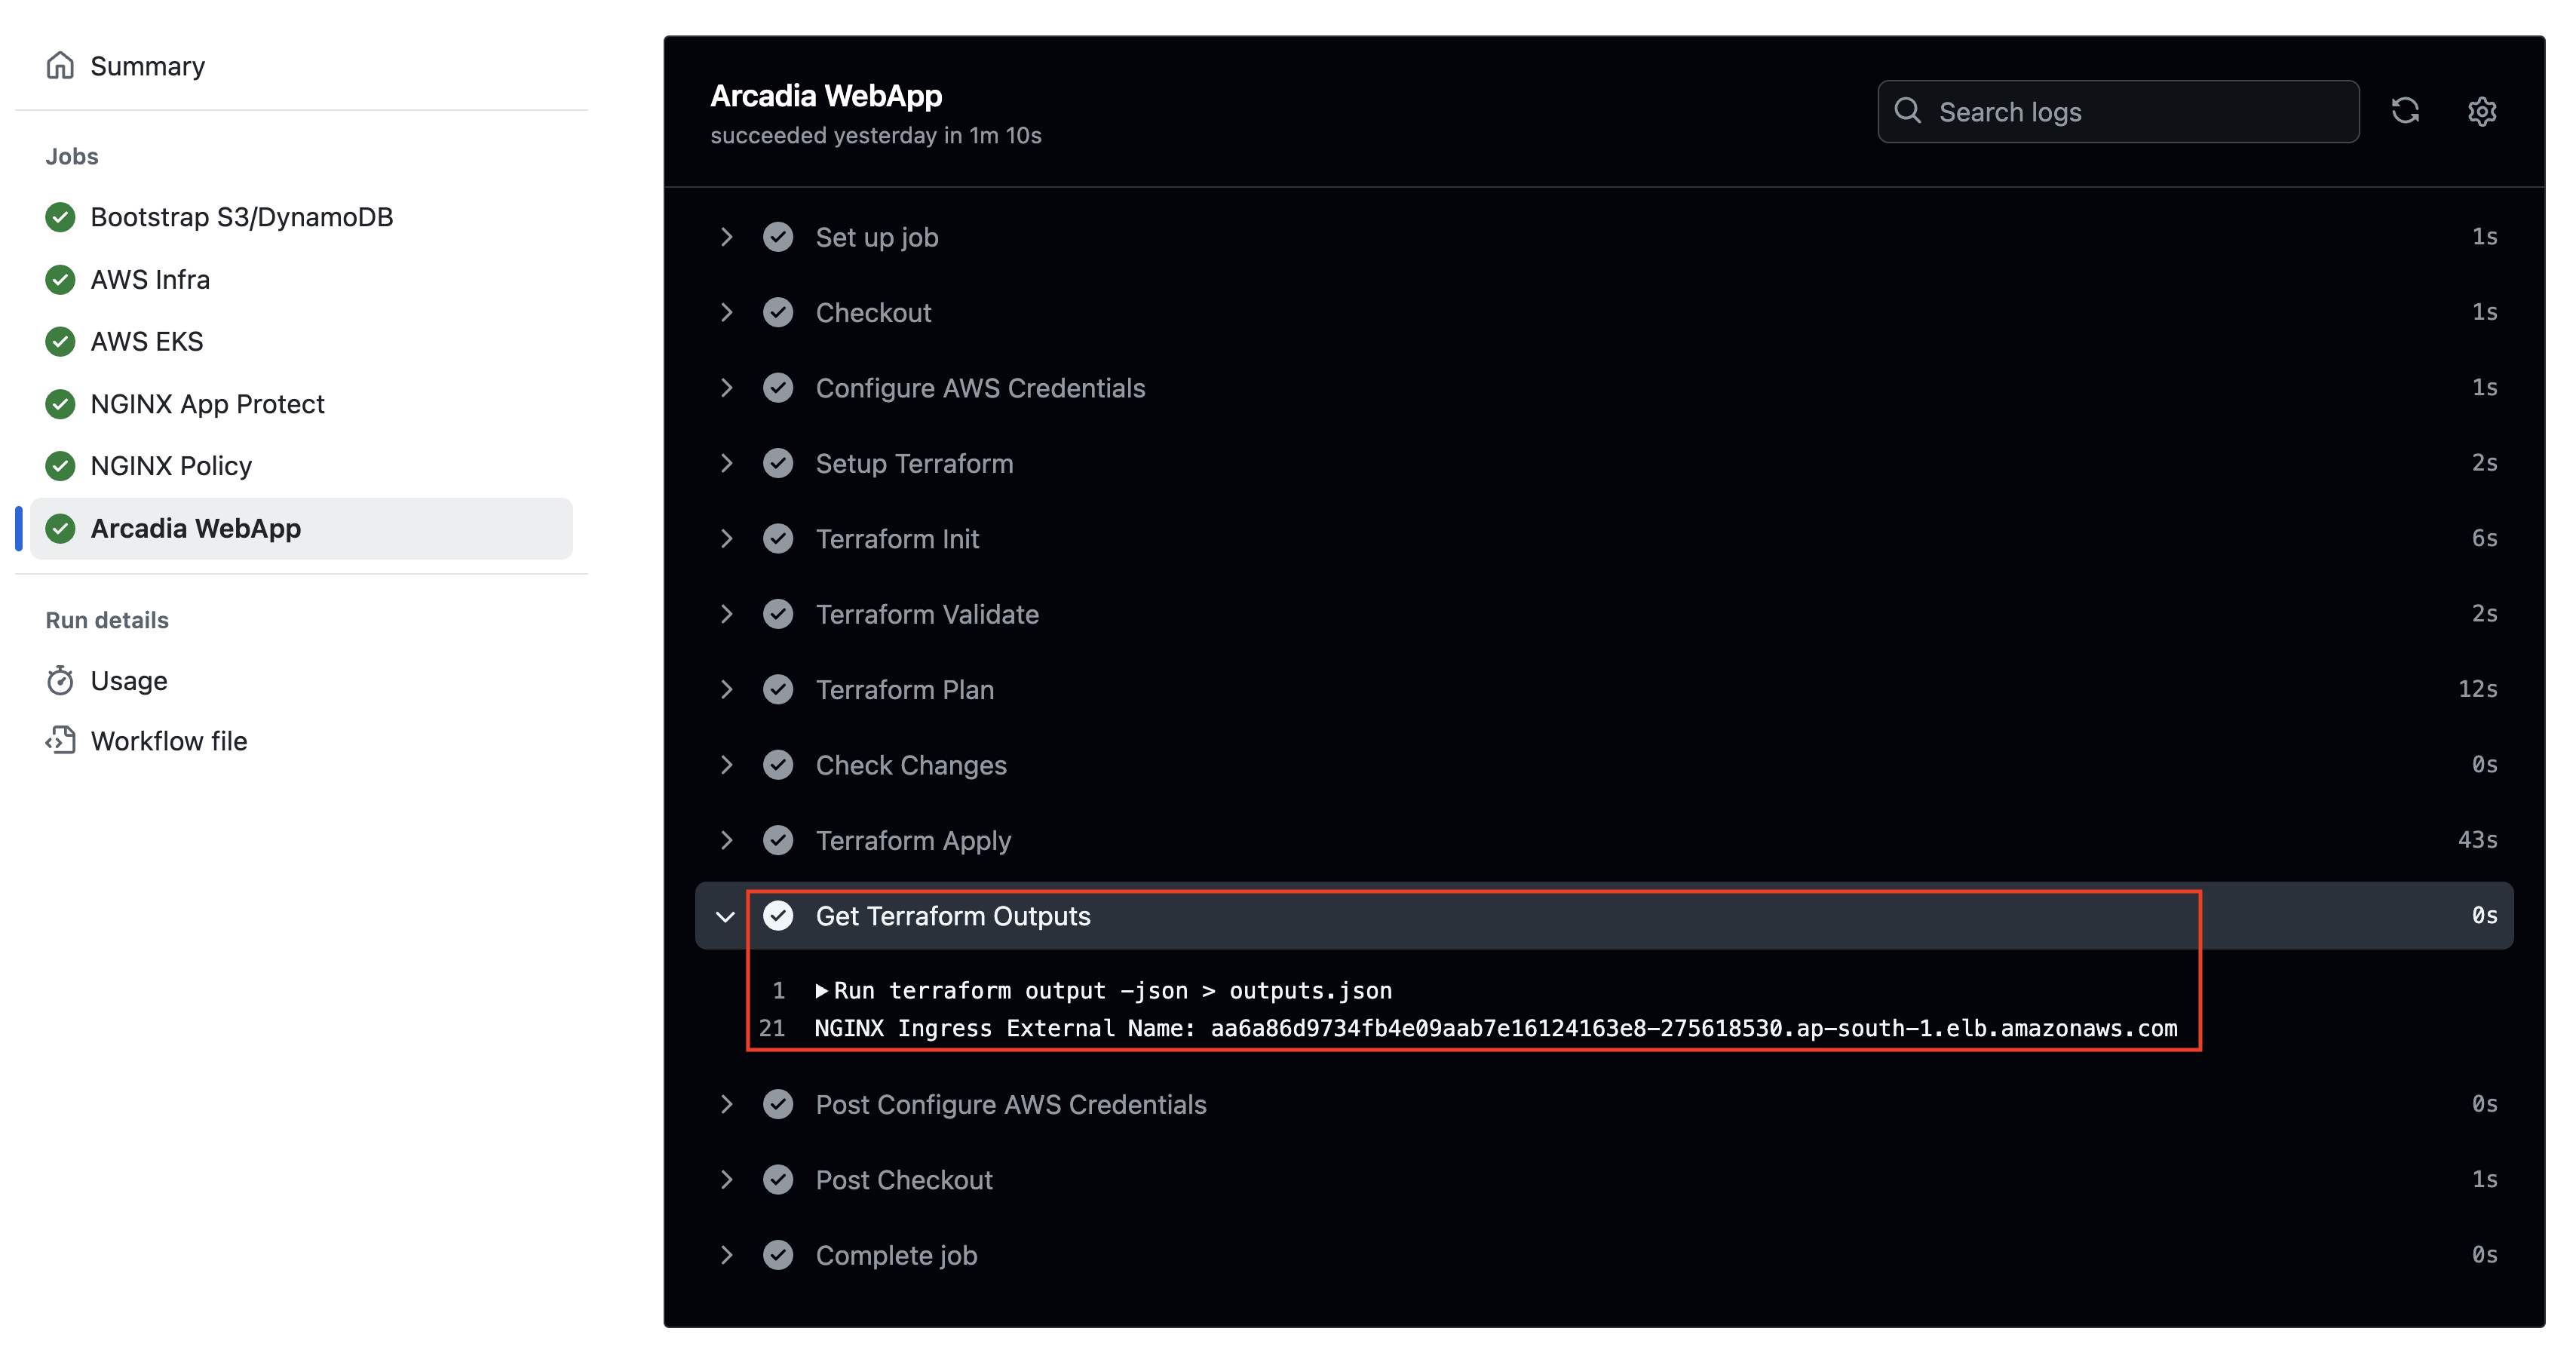 Summary
Jobs
Bootstrap S3/DynamoDB
AWS Infra
AWS EKS
NGINX App Protect
NGINX Policy
Arcadia WebApp
Run details
Usage
Workflow file
Arcadia WebApp
succeeded yesterday in 1m 10s
Search logs
Set up job 1s
Checkout 1s
Configure AWS Credentials 1s
Setup Terraform 2s
Terraform Init 6s
Terraform Validate 2s
Terraform Plan 12s
Check Changes 0s
Terraform Apply 43s
Get Terraform Outputs 0s
1 ▶Run terraform output -json > outputs.json
21 NGINX Ingress External Name: aa6a86d9734fb4e09aab7e16124163e8-275618530.ap-south-1.elb.amazonaws.com
Post Configure AWS Credentials 0s
Post Checkout 1s
Complete job 0s